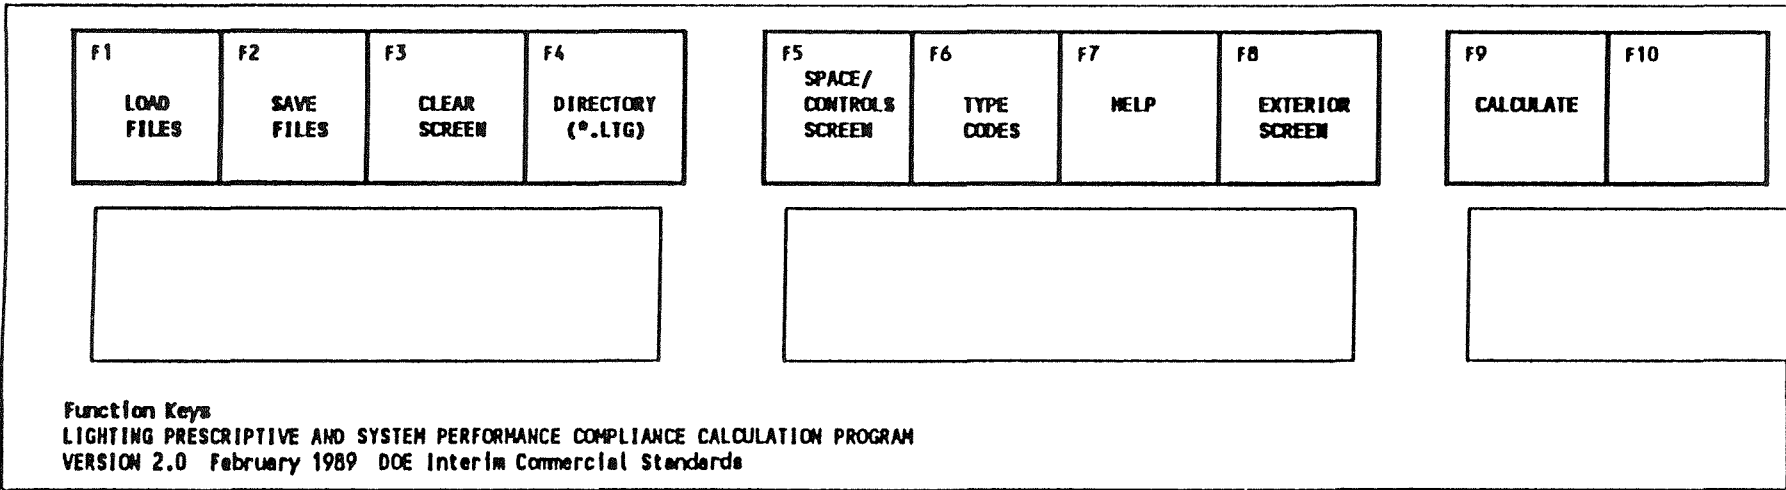 F1 F2 F3 F4 F5 F6 F7 F8 F9 F10
SPACE/
LOAD SAVE CLEAR DIRECTORY CONTROLS TYPE HELP EXTERIOR CALCULATE
FILES FILES SCREEN (*.LTG) SCREEN CODES SCREEN
Function Keys
LIGHTING PRESCRIPTIVE AND SYSTEM PERFORMANCE COMPLIANCE CALCULATION PROGRAM
VERSION 2.0 February 1989 DOE Interim Commercial Standards